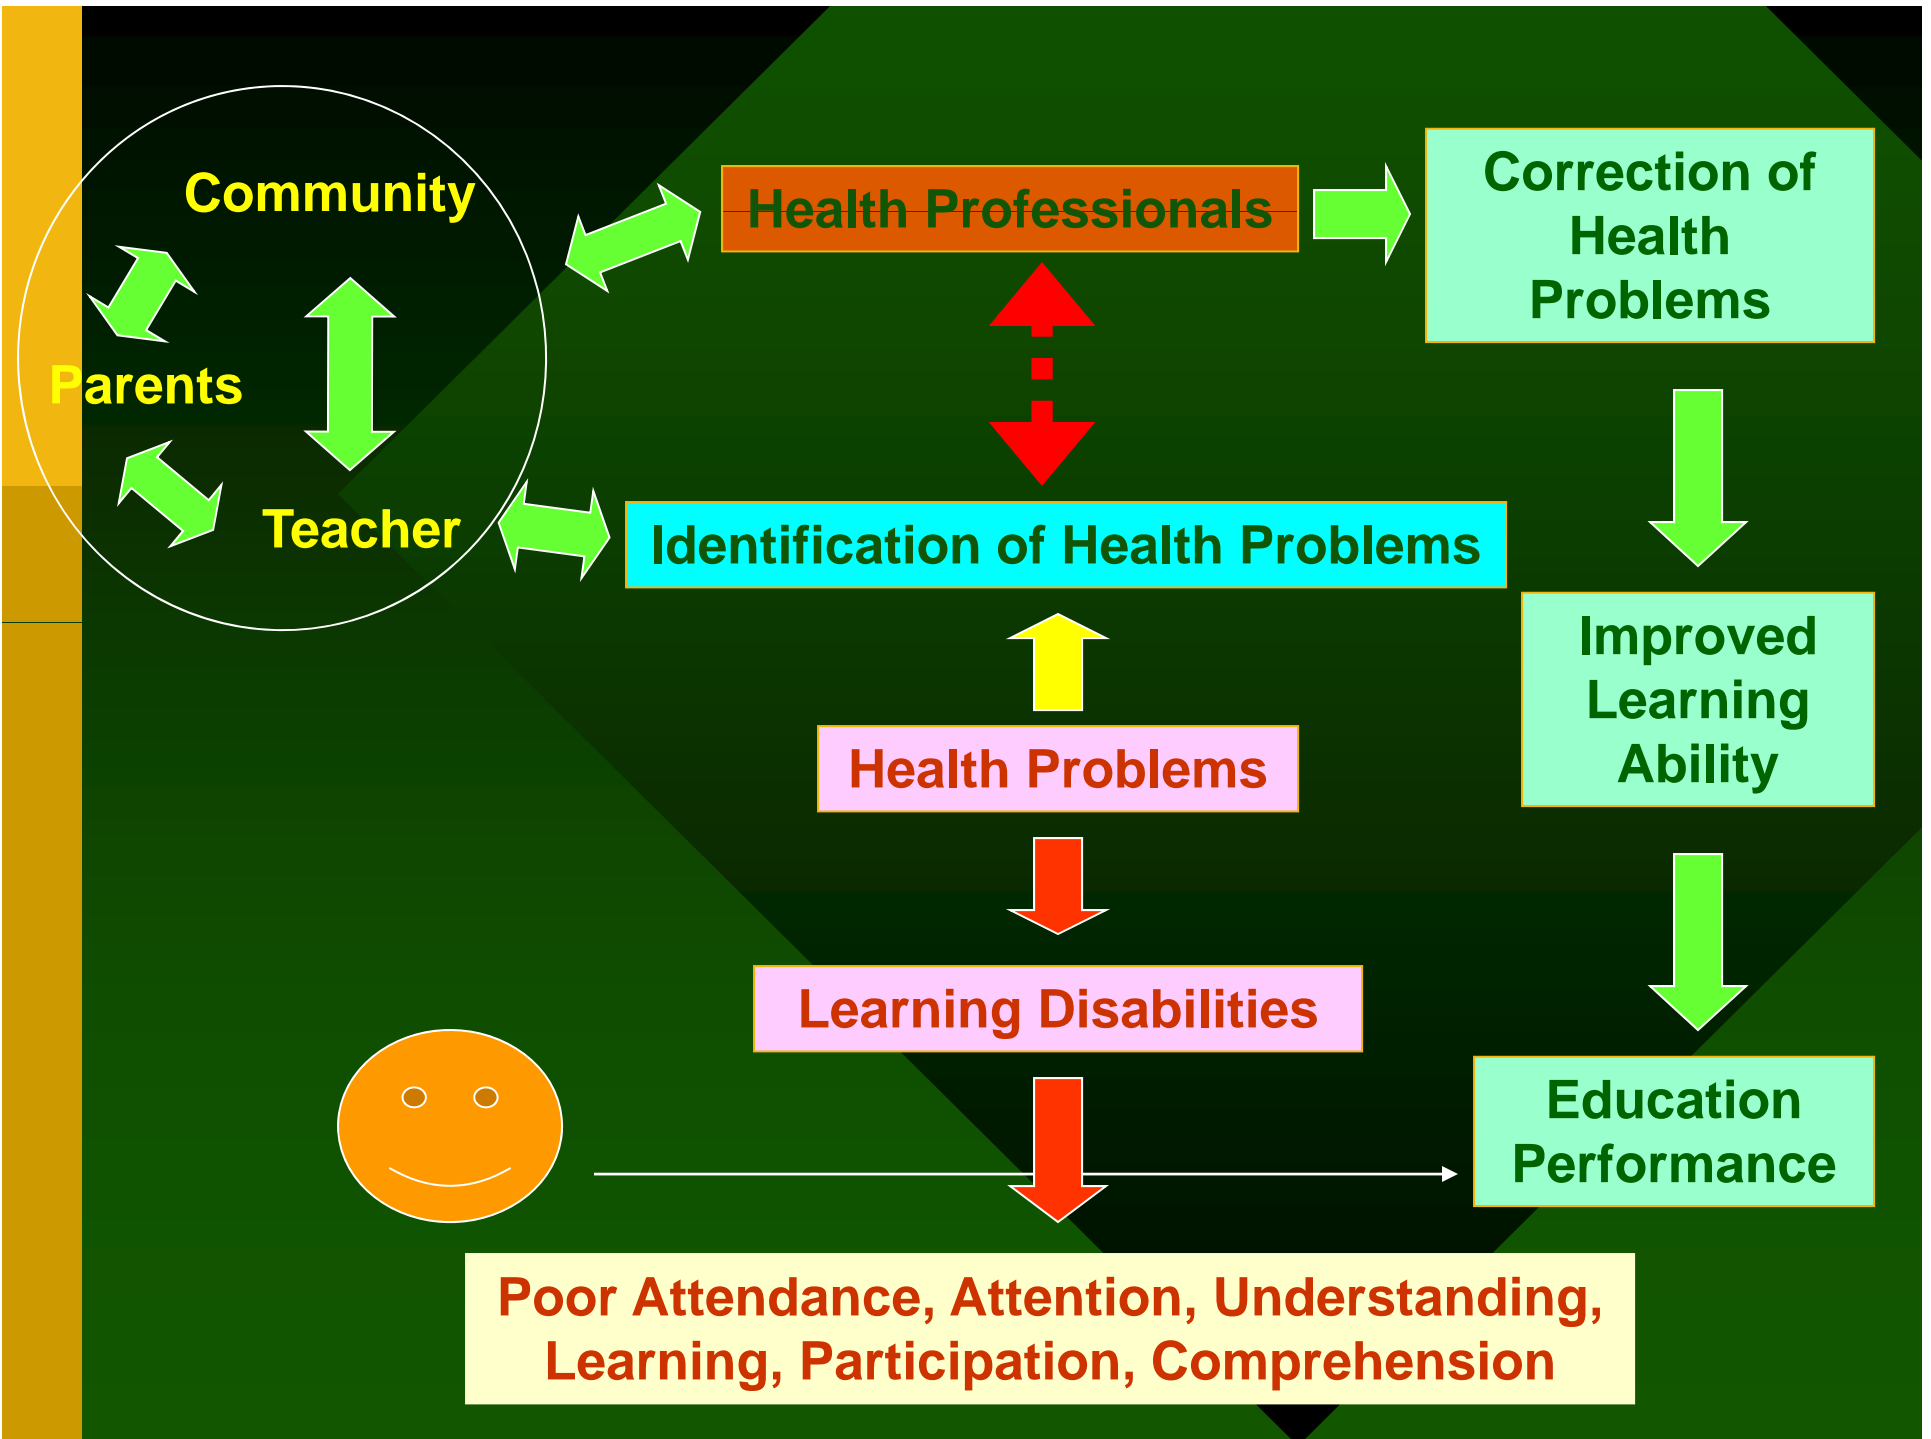 Community
Parents
Teacher
Health Professionals
Correction of
Health
Problems
Identification of Health Problems
Improved
Learning
Ability
Health Problems
Learning Disabilities
Education
Performance
Poor Attendance, Attention, Understanding,
Learning, Participation, Comprehension